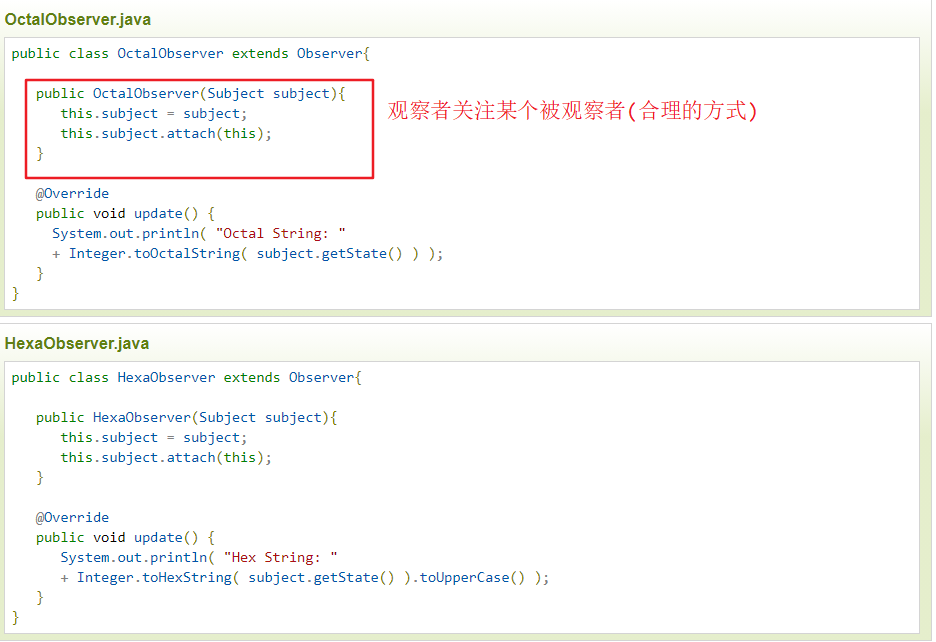 OctalObserver.java
public class OctalObserver extends Observer{
public OctalObserver(Subject subject){
this.subject = subject;
this.subject.attach(this);
}
观察者关注某个被观察者(合理的方式)
@Override
public void update() {
System.out.println( "Octal String: "
+ Integer.toOctalString( subject.getState() ) );
}
}
HexaObserver.java
public class HexaObserver extends Observer{
public HexaObserver(Subject subject){
this.subject = subject;
this.subject.attach(this);
}
@Override
public void update() {
System.out.println( "Hex String: "
+ Integer.toHexString( subject.getState() ).toUpperCase() );
}
}